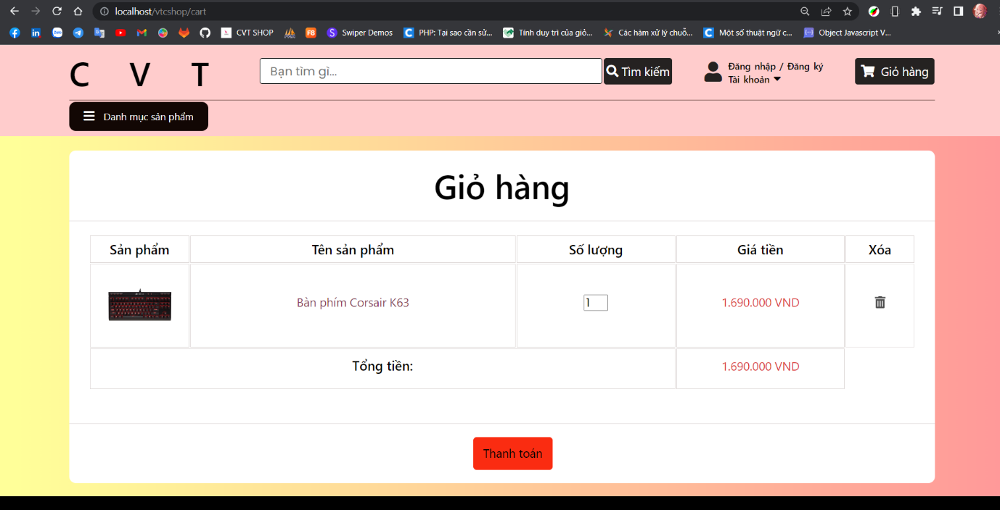 localhost/vtcshop/cart
CVT SHOP F8 S Swiper Demos C PHP: Tại sao cần sử... Tính duy trì của giỏ... Các hàm xử lý chuỗ... C Một số thuật ngữ c... Object Javascript V...
C V T
Bạn tìm gì...
Tìm kiếm
Đăng nhập / Đăng ký
Tài khoản
Giỏ hàng
Danh mục sản phẩm
Giỏ hàng
Sản phẩm Tên sản phẩm Số lượng Giá tiền Xóa
Bàn phím Corsair K63 1 1.690.000 VND
Tổng tiền: 1.690.000 VND
Thanh toán